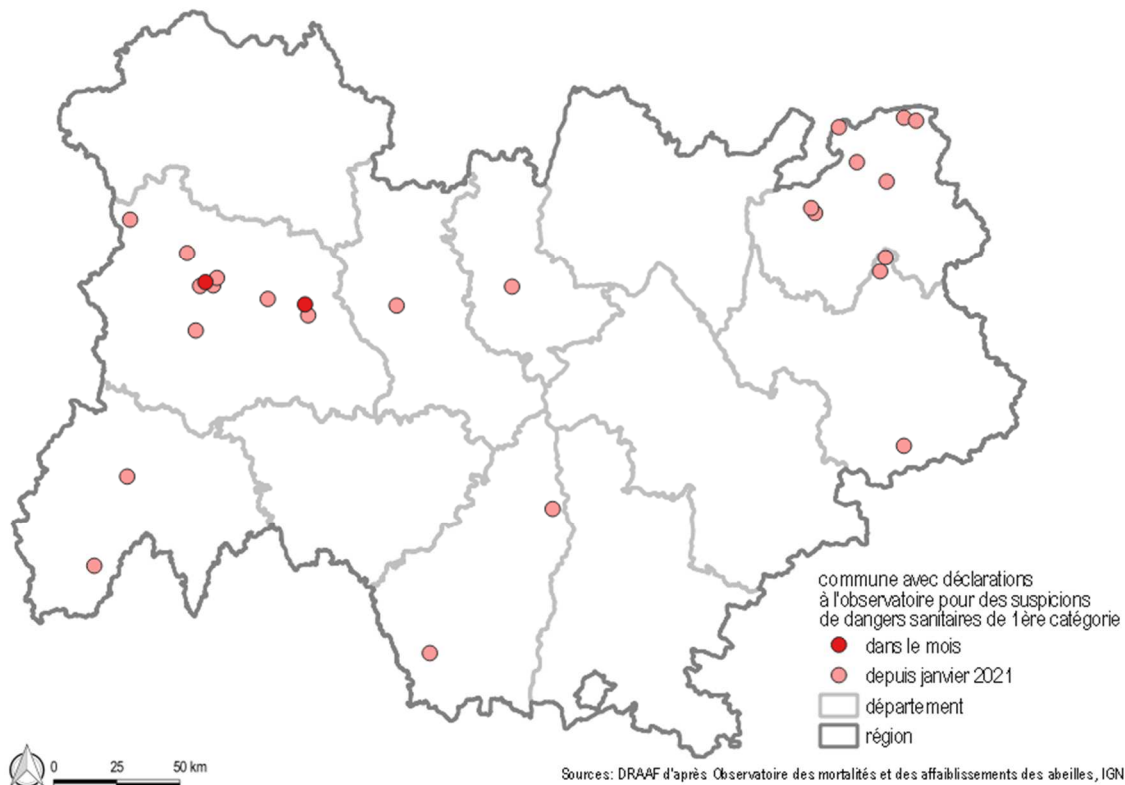 commune avec déclarations
à l'observatoire pour des suspicions
de dangers sanitaires de 1ère catégorie
dans le mois
depuis janvier 2021
département
région
0 25 50 km
Sources: DRAAF d'après Observatoire des mortalités et des affaiblissements des abeilles, IGN